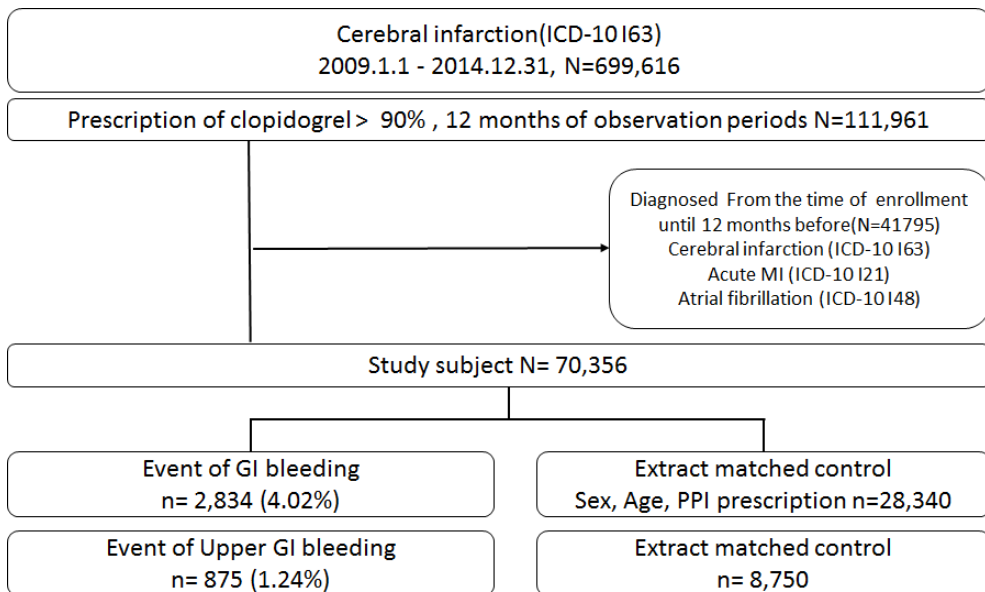 Cerebral infarction(ICD-10 I63)
2009.1.1 - 2014.12.31, N=699,616
Prescription of clopidogrel > 90% , 12 months of observation periods N=111,961
Diagnosed From the time of enrollment
until 12 months before(N=41795)
Cerebral infarction (ICD-10 I63)
Acute MI (ICD-10 I21)
Atrial fibrillation (ICD-10 I48)
Study subject N= 70,356
Event of GI bleeding
n= 2,834 (4.02%)
Extract matched control
Sex, Age, PPI prescription n=28,340
Event of Upper GI bleeding
n= 875 (1.24%)
Extract matched control
n= 8,750